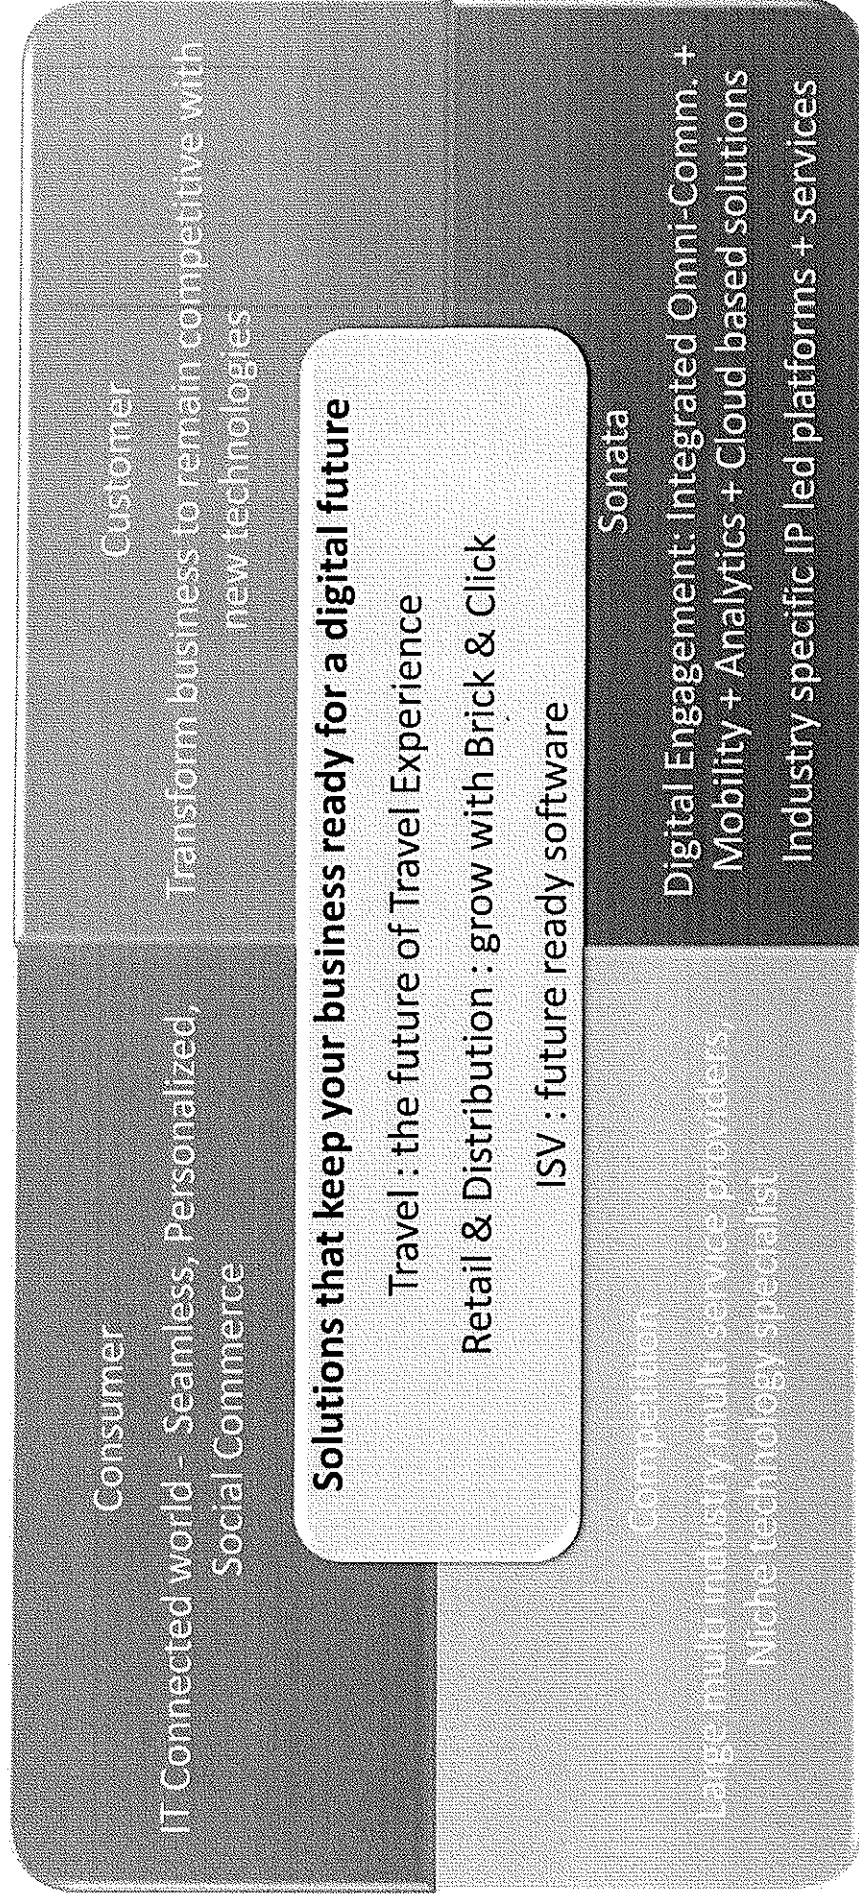 Consumer
IT Connected world - Seamless, Personalized,
Social Commerce
Customer
Transform business to remain competitive with
new technologies
Solutions that keep your business ready for a digital future
Travel : the future of Travel Experience
Retail & Distribution : grow with Brick & Click
ISV : future ready software
Competition
Large multi industry multi service providers,
Niche technology specialist
Sonata
Digital Engagement: Integrated Omni-Comm. +
Mobility + Analytics + Cloud based solutions
Industry specific IP led platforms + services